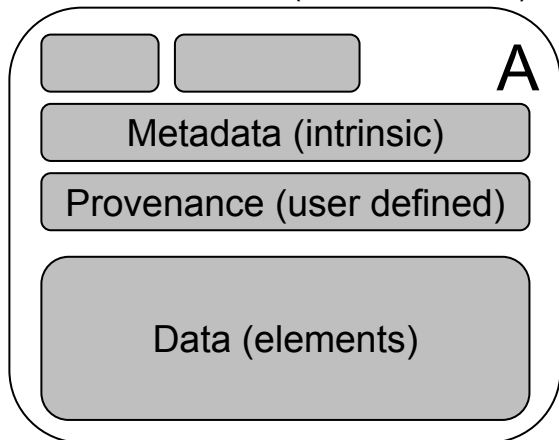 A
Metadata (intrinsic)
Provenance (user defined)
Data (elements)